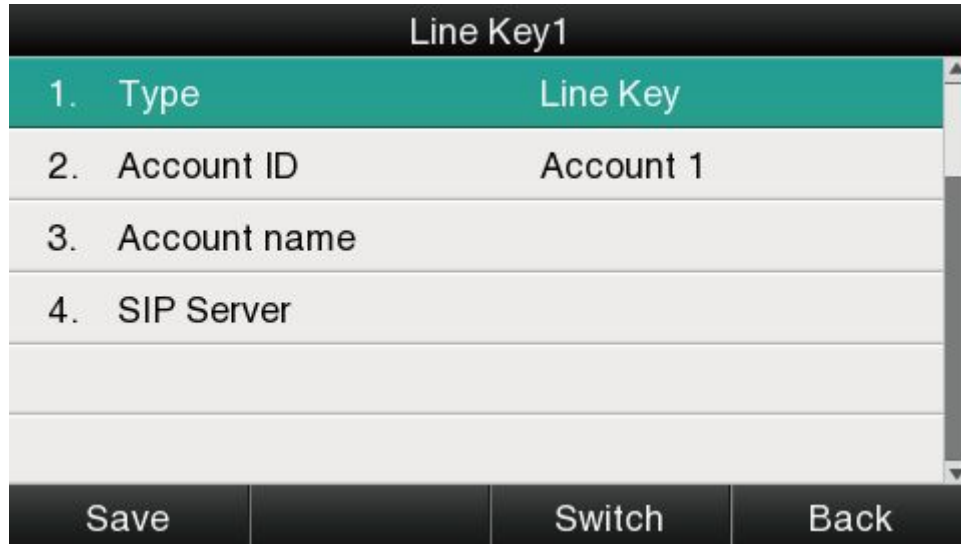 Line Key1
1. Type Line Key
2. Account ID Account 1
3. Account name
4. SIP Server
Save Switch Back